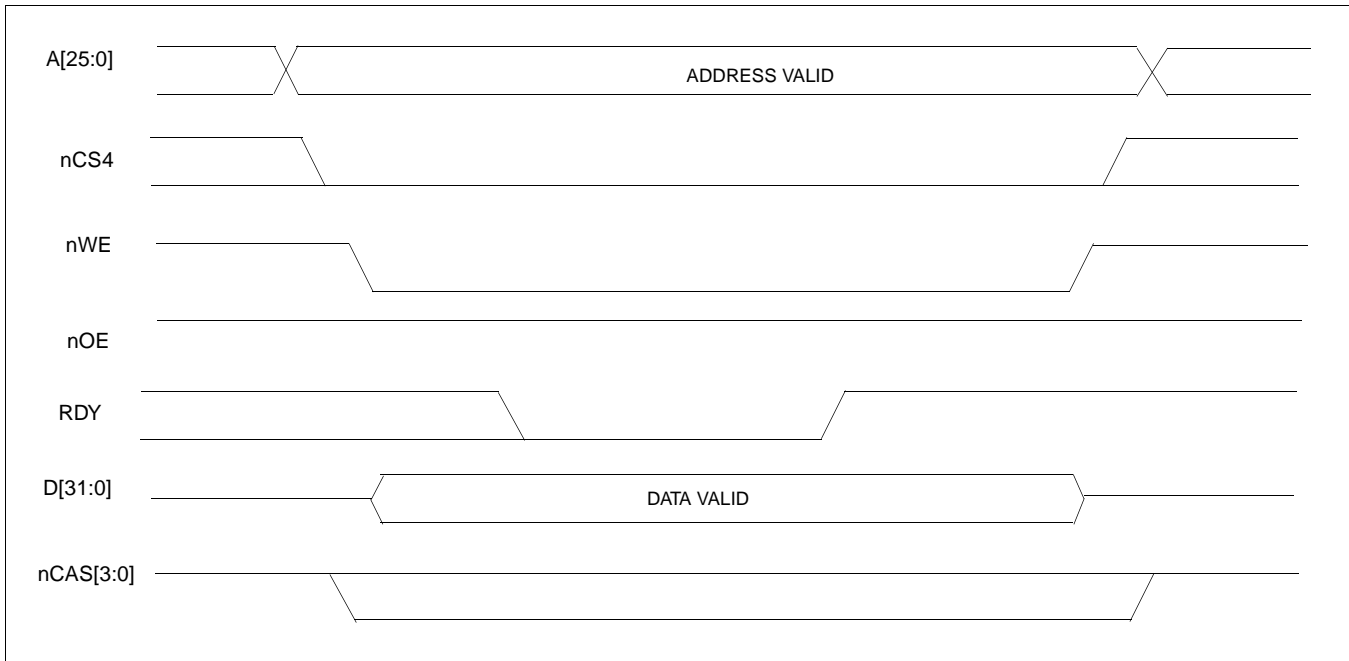 A[25:0]
ADDRESS VALID
nCS4
nWE
nOE
RDY
D[31:0]
DATA VALID
nCAS[3:0]